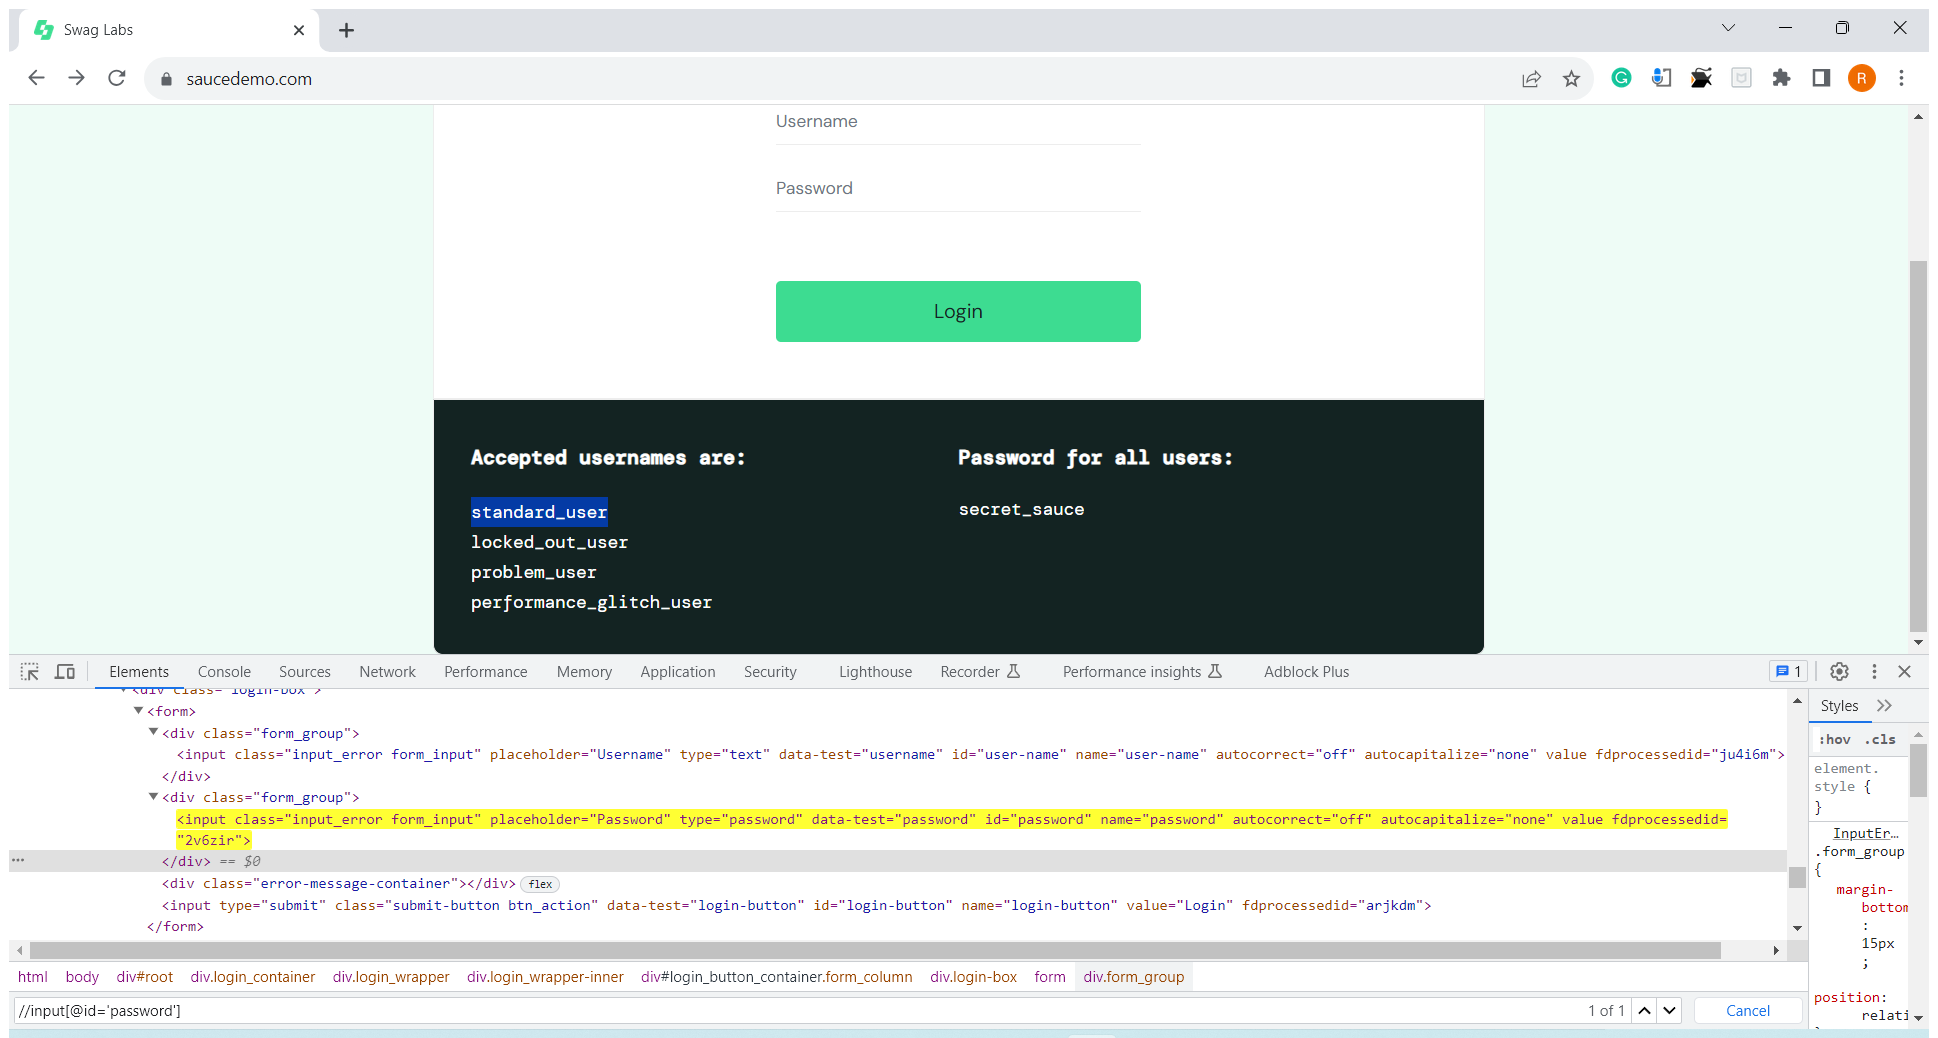 Swag Labs
saucedemo.com
R
Username
Password
Login
Accepted usernames are:
standard_user
locked_out_user
problem_user
performance_glitch_user
Password for all users:
secret_sauce
Elements Console Sources Network Performance Memory Application Security Lighthouse Recorder Performance insights Adblock Plus 1
<div class="login-box">
<form>
<div class="form_group">
<input class="input_error form_input" placeholder="Username" type="text" data-test="username" id="user-name" name="user-name" autocorrect="off" autocapitalize="none" value fdprocessedid="ju4i6m">
</div>
<div class="form_group">
<input class="input_error form_input" placeholder="Password" type="password" data-test="password" id="password" name="password" autocorrect="off" autocapitalize="none" value fdprocessedid=
"2v6zir">
</div> == $0
<div class="error-message-container"></div> flex
<input type="submit" class="submit-button btn_action" data-test="login-button" id="login-button" name="login-button" value="Login" fdprocessedid="arjkdm">
</form>
html body div#root div.login_container div.login_wrapper div.login_wrapper-inner div#login_button_container.form_column div.login-box form div.form_group
//input[@id='password'] 1 of 1 Cancel
Styles
:hov .cls
element.
style {
}
InputEr…
.form_group
{
margin-
bottom
:
15px
;
position:
relati